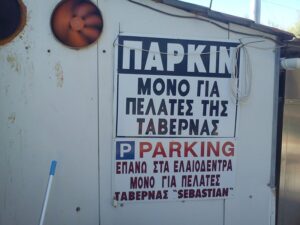 ΠΑΡΚΙΝ
ΜΟΝΟ ΓΙΑ
ΠΕΛΑΤΕΣ ΤΗΣ
ΤΑΒΕΡΝΑΣ
P PARKING
ΕΠΑΝΩ ΣΤΑ ΕΛΑΙΟΔΕΝΤΡΑ
ΜΟΝΟ ΓΙΑ ΠΕΛΑΤΕΣ
ΤΑΒΕΡΝΑΣ "SEBASTIAN"